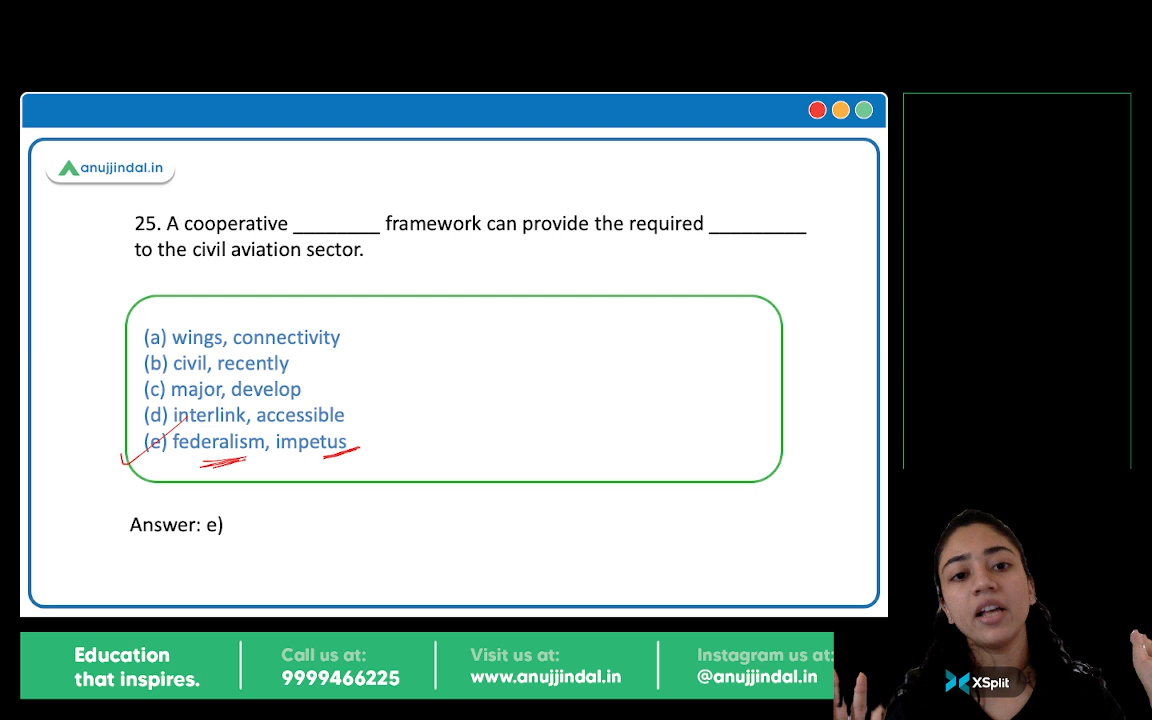 anujjindal.in
25. A cooperative ________ framework can provide the required _________
to the civil aviation sector.
(a) wings, connectivity
(b) civil, recently
(c) major, develop
(d) interlink, accessible
(e) federalism, impetus
Answer: e)
Education
that inspires.
Call us at:
9999466225
Visit us at:
www.anujjindal.in
Instagram us at:
@anujjindal.in
XSplit